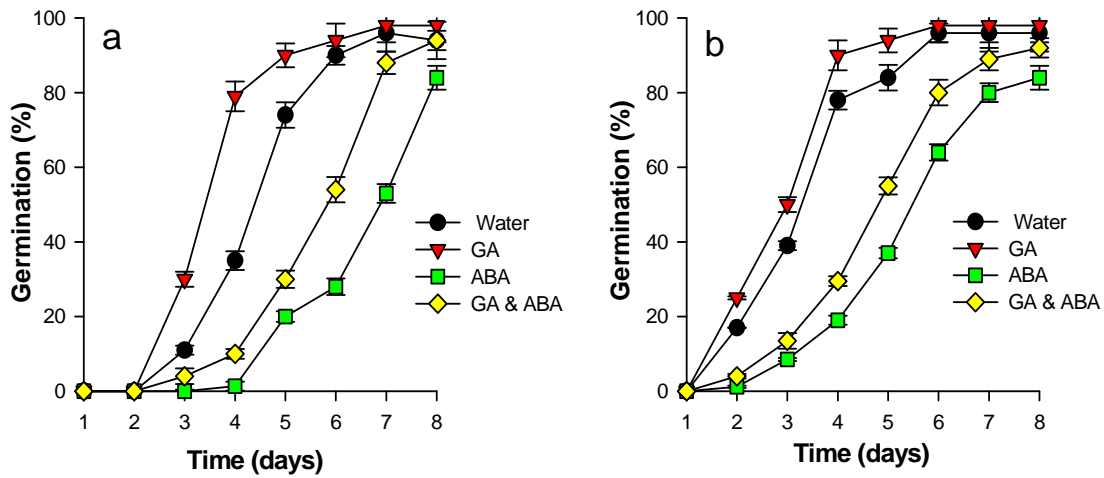 a
Germination (%)
100
80
60
40
20
0
1 2 3 4 5 6 7 8
Time (days)
Water
GA
ABA
GA & ABA
b
Germination (%)
100
80
60
40
20
0
1 2 3 4 5 6 7 8
Time (days)
Water
GA
ABA
GA & ABA